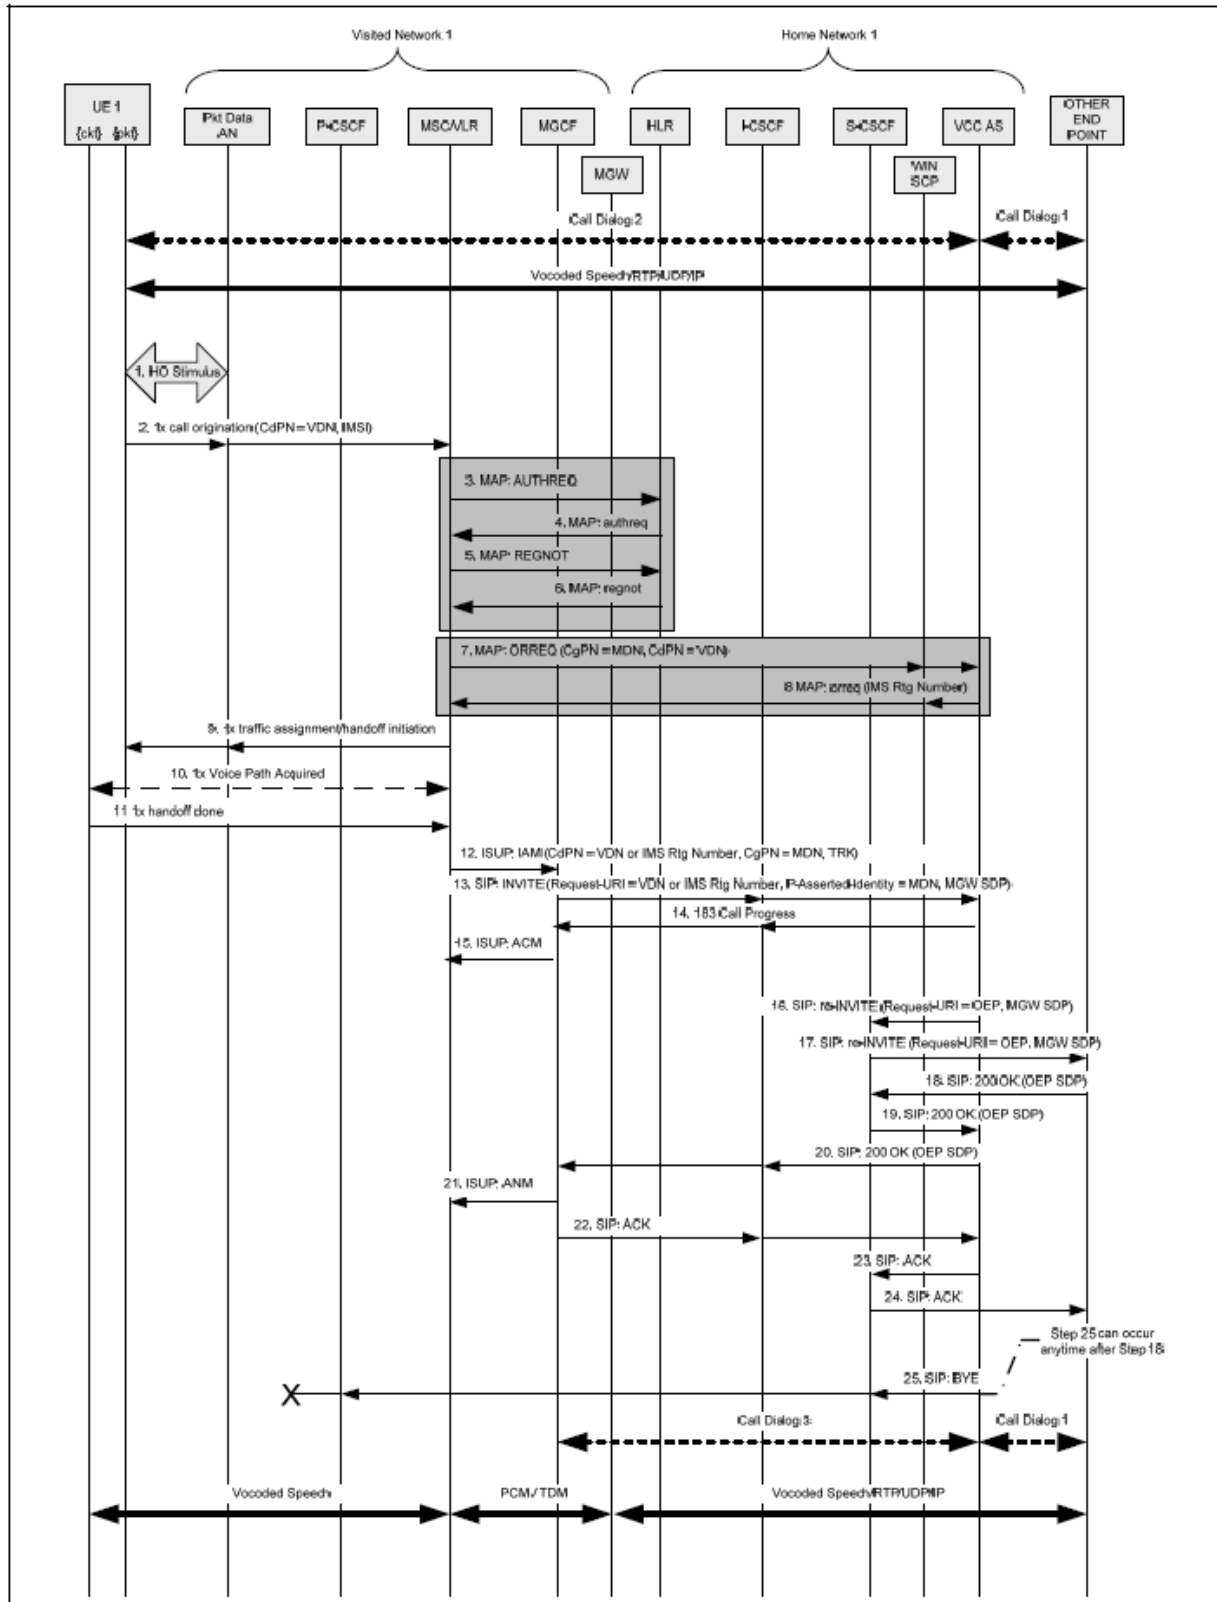 Visited Network 1
Home Network 1
UE 1
{ckt} {pkt}
Pkt Data
AN
P-CSCF
MSC/VLR
MGCF
HLR
I-CSCF
S-CSCF
VCC AS
OTHER
END
POINT
MGW
WIN
SCP
Call Dialog 2
Call Dialog 1
Vocoded Speech/RTP/UDP/IP
1. HO Stimulus
2. 1x call origination (CdPN = VDN, IMSI)
3. MAP: AUTHREQ
4. MAP: authreq
5. MAP: REGNOT
6. MAP: regnot
7. MAP: ORREQ (CgPN = MDN, CdPN = VDN)
8 MAP: orreq (IMS Rtg Number)
9. 1x traffic assignment/handoff initiation
10. 1x Voice Path Acquired
11 1x handoff done
12. ISUP: IAM (CdPN = VDN or IMS Rtg Number, CgPN = MDN, TRK)
13. SIP: INVITE (Request-URI = VDN or IMS Rtg Number, P-Asserted-Identity = MDN, MGW SDP)
14. 183 Call Progress
15. ISUP: ACM
16. SIP: re-INVITE (Request-URI = OEP, MGW SDP)
17. SIP: re-INVITE (Request-URI = OEP, MGW SDP)
18. SIP: 200 OK (OEP SDP)
19. SIP: 200 OK (OEP SDP)
20. SIP: 200 OK (OEP SDP)
21. ISUP: ANM
22. SIP: ACK
23. SIP: ACK
24. SIP: ACK
Step 25 can occur
anytime after Step 18
25. SIP: BYE
X
Call Dialog 3
Call Dialog 1
Vocoded Speech
PCM / TDM
Vocoded Speech/RTP/UDP/IP